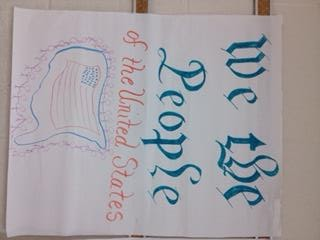 We the
People
of the United States